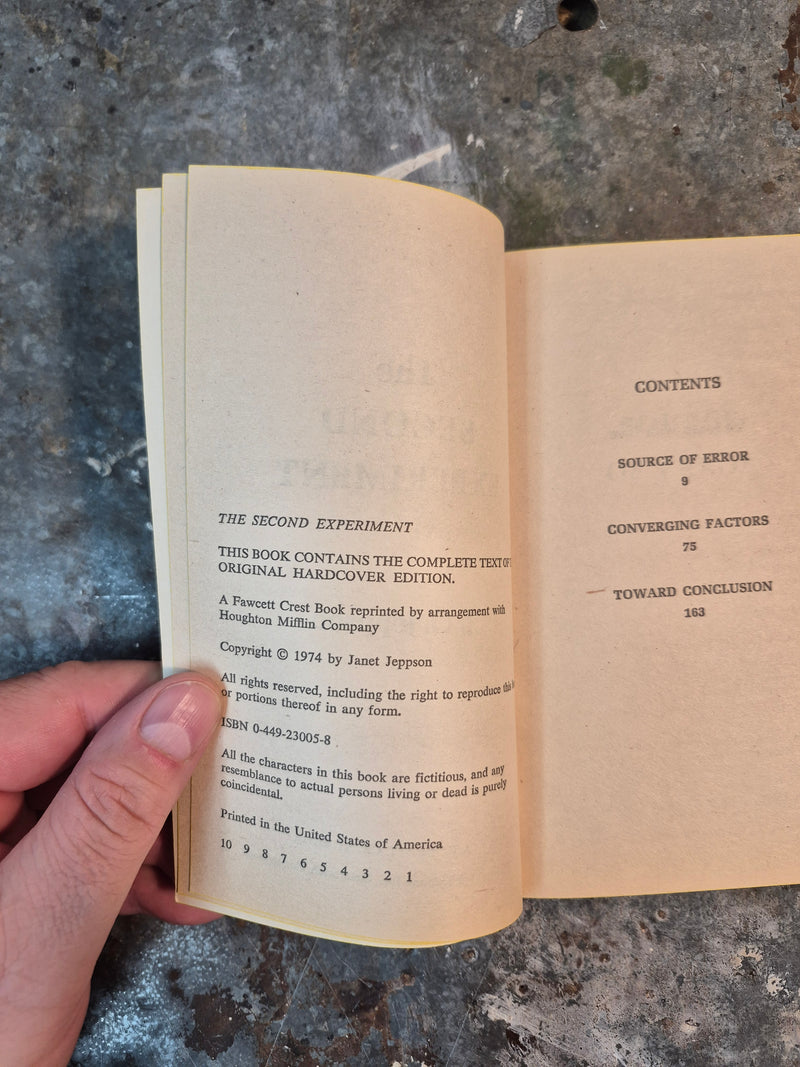 THE SECOND EXPERIMENT
THIS BOOK CONTAINS THE COMPLETE TEXT OF
ORIGINAL HARDCOVER EDITION.
A Fawcett Crest Book reprinted by arrangement with
Houghton Mifflin Company
Copyright © 1974 by Janet Jeppson
All rights reserved, including the right to reproduce this
or portions thereof in any form.
ISBN 0-449-23005-8
All the characters in this book are fictitious, and any
resemblance to actual persons living or dead is purely
coincidental.
Printed in the United States of America
10 9 8 7 6 5 4 3 2 1
CONTENTS
SOURCE OF ERROR
9
CONVERGING FACTORS
75
TOWARD CONCLUSION
163